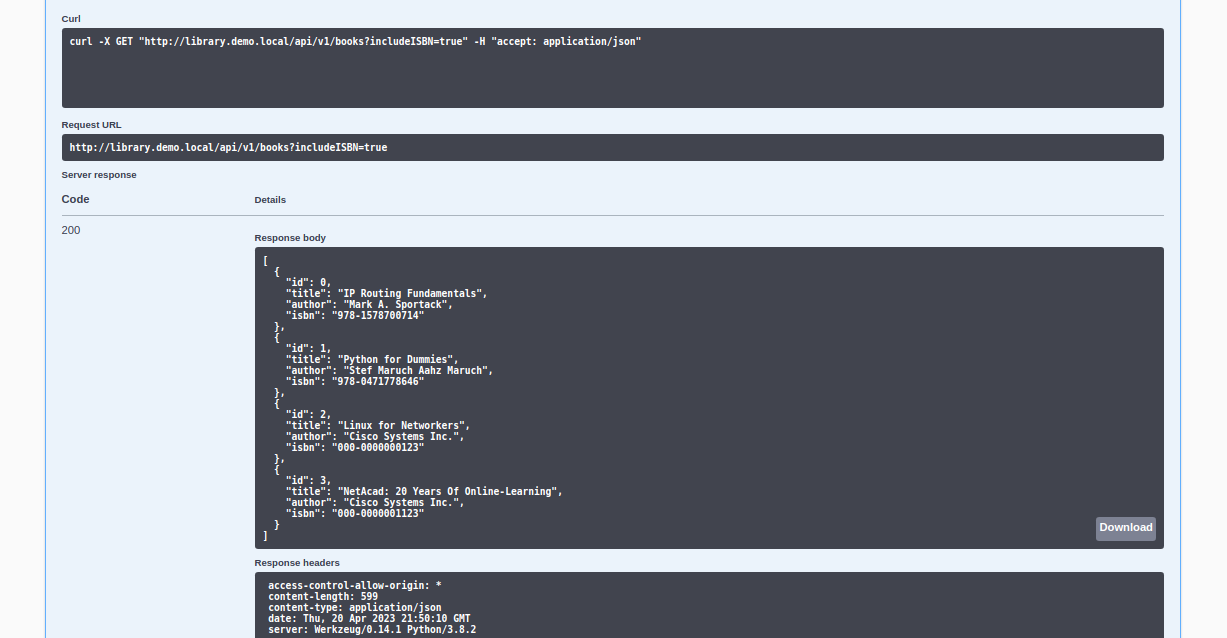 Curl
curl -X GET "http://library.demo.local/api/v1/books?includeISBN=true" -H "accept: application/json"
Request URL
http://library.demo.local/api/v1/books?includeISBN=true
Server response
Code Details
200
Response body
[
  {
    "id": 0,
    "title": "IP Routing Fundamentals",
    "author": "Mark A. Sportack",
    "isbn": "978-1578700714"
  },
  {
    "id": 1,
    "title": "Python for Dummies",
    "author": "Stef Maruch Aahz Maruch",
    "isbn": "978-0471778646"
  },
  {
    "id": 2,
    "title": "Linux for Networkers",
    "author": "Cisco Systems Inc.",
    "isbn": "000-0000000123"
  },
  {
    "id": 3,
    "title": "NetAcad: 20 Years Of Online-Learning",
    "author": "Cisco Systems Inc.",
    "isbn": "000-0000001123"
  }
]
Download
Response headers
access-control-allow-origin: *
content-length: 599
content-type: application/json
date: Thu, 20 Apr 2023 21:50:10 GMT
server: Werkzeug/0.14.1 Python/3.8.2